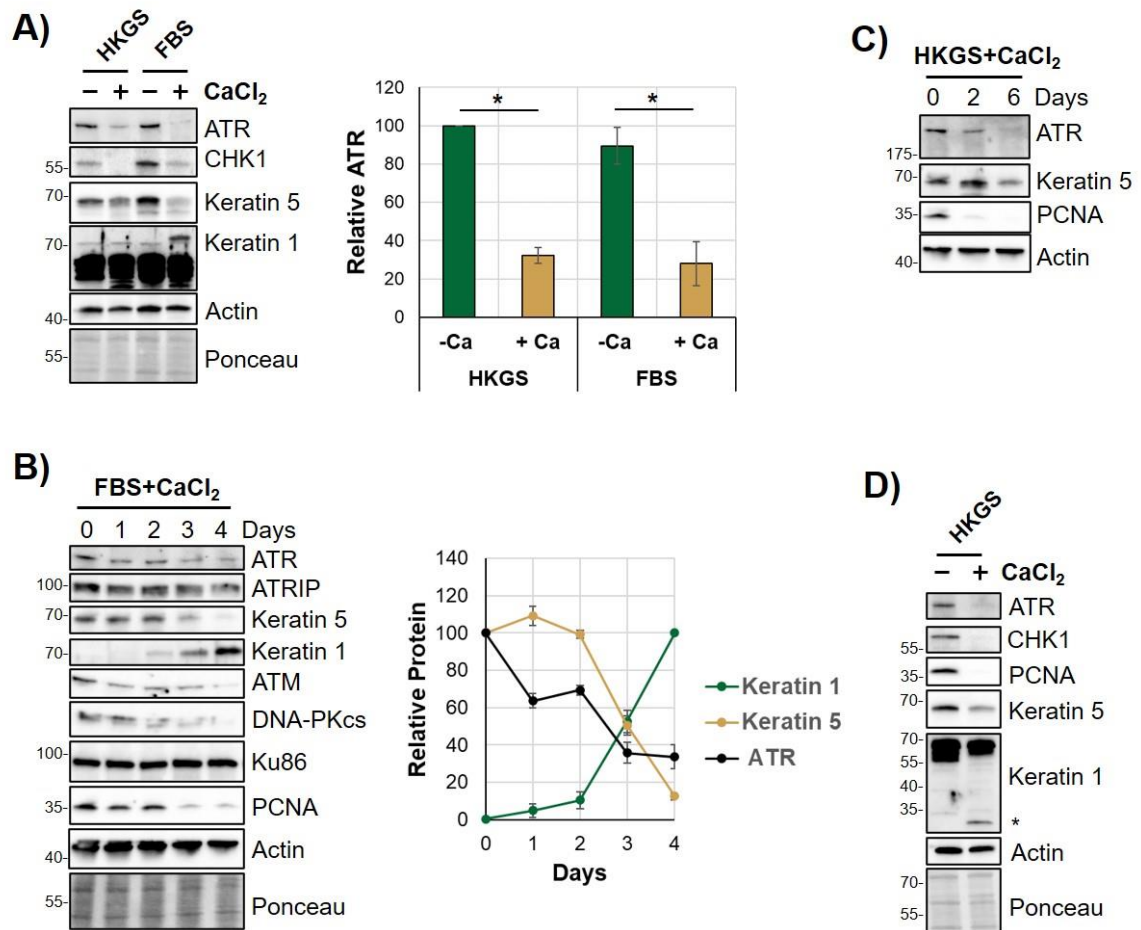 A)
HKGS FBS
– + – + CaCl₂
ATR
55- CHK1
70- Keratin 5
70- Keratin 1
40- Actin
55- Ponceau
Relative ATR
120
100
80
60
40
20
0
* *
-Ca + Ca -Ca + Ca
HKGS FBS
C)
HKGS+CaCl₂
0 2 6 Days
ATR
175-
70- Keratin 5
35- PCNA
40- Actin
B)
FBS+CaCl₂
0 1 2 3 4 Days
ATR
100- ATRIP
70- Keratin 5
70- Keratin 1
ATM
DNA-PKcs
100- Ku86
35- PCNA
40- Actin
55- Ponceau
Relative Protein
140
120
100
80
60
40
20
0
0 1 2 3 4
Days
Keratin 1
Keratin 5
ATR
D)
HKGS
– + CaCl₂
ATR
55- CHK1
35- PCNA
70- Keratin 5
70-
55- Keratin 1
35-
*
Actin
70-
55- Ponceau